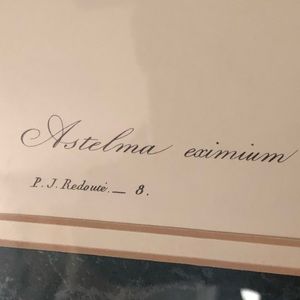 Astelma eximium
P. J. Redouté. — 8.